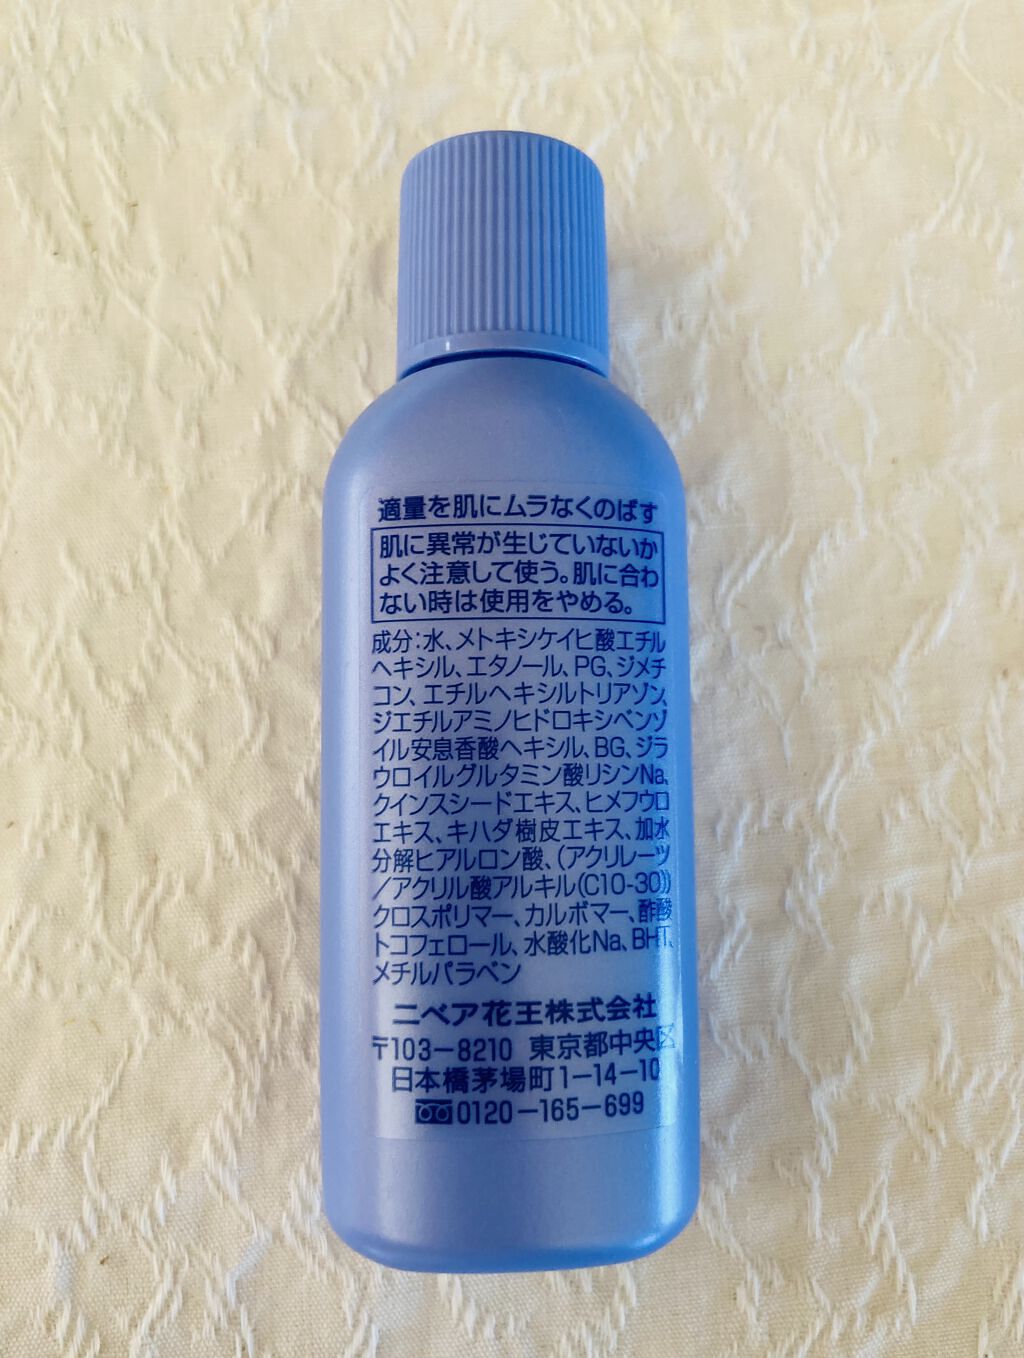 適量を肌にムラなくのばす
肌に異常が生じていないか
よく注意して使う。肌に合わ
ない時は使用をやめる。
成分:水、メトキシケイヒ酸エチル
ヘキシル、エタノール、PG、ジメチ
コン、エチルヘキシルトリアゾン、
ジエチルアミノヒドロキシベンゾ
イル安息香酸ヘキシル、BG、ジラ
ウロイルグルタミン酸リシンNa、
クインスシードエキス、ヒメフウロ
エキス、キハダ樹皮エキス、加水
分解ヒアルロン酸、(アクリレーツ
/アクリル酸アルキル(C10-30))
クロスポリマー、カルボマー、酢酸
トコフェロール、水酸化Na、BHT、
メチルパラベン
ニベア花王株式会社
〒103-8210 東京都中央区
日本橋茅場町1-14-10
0120-165-699